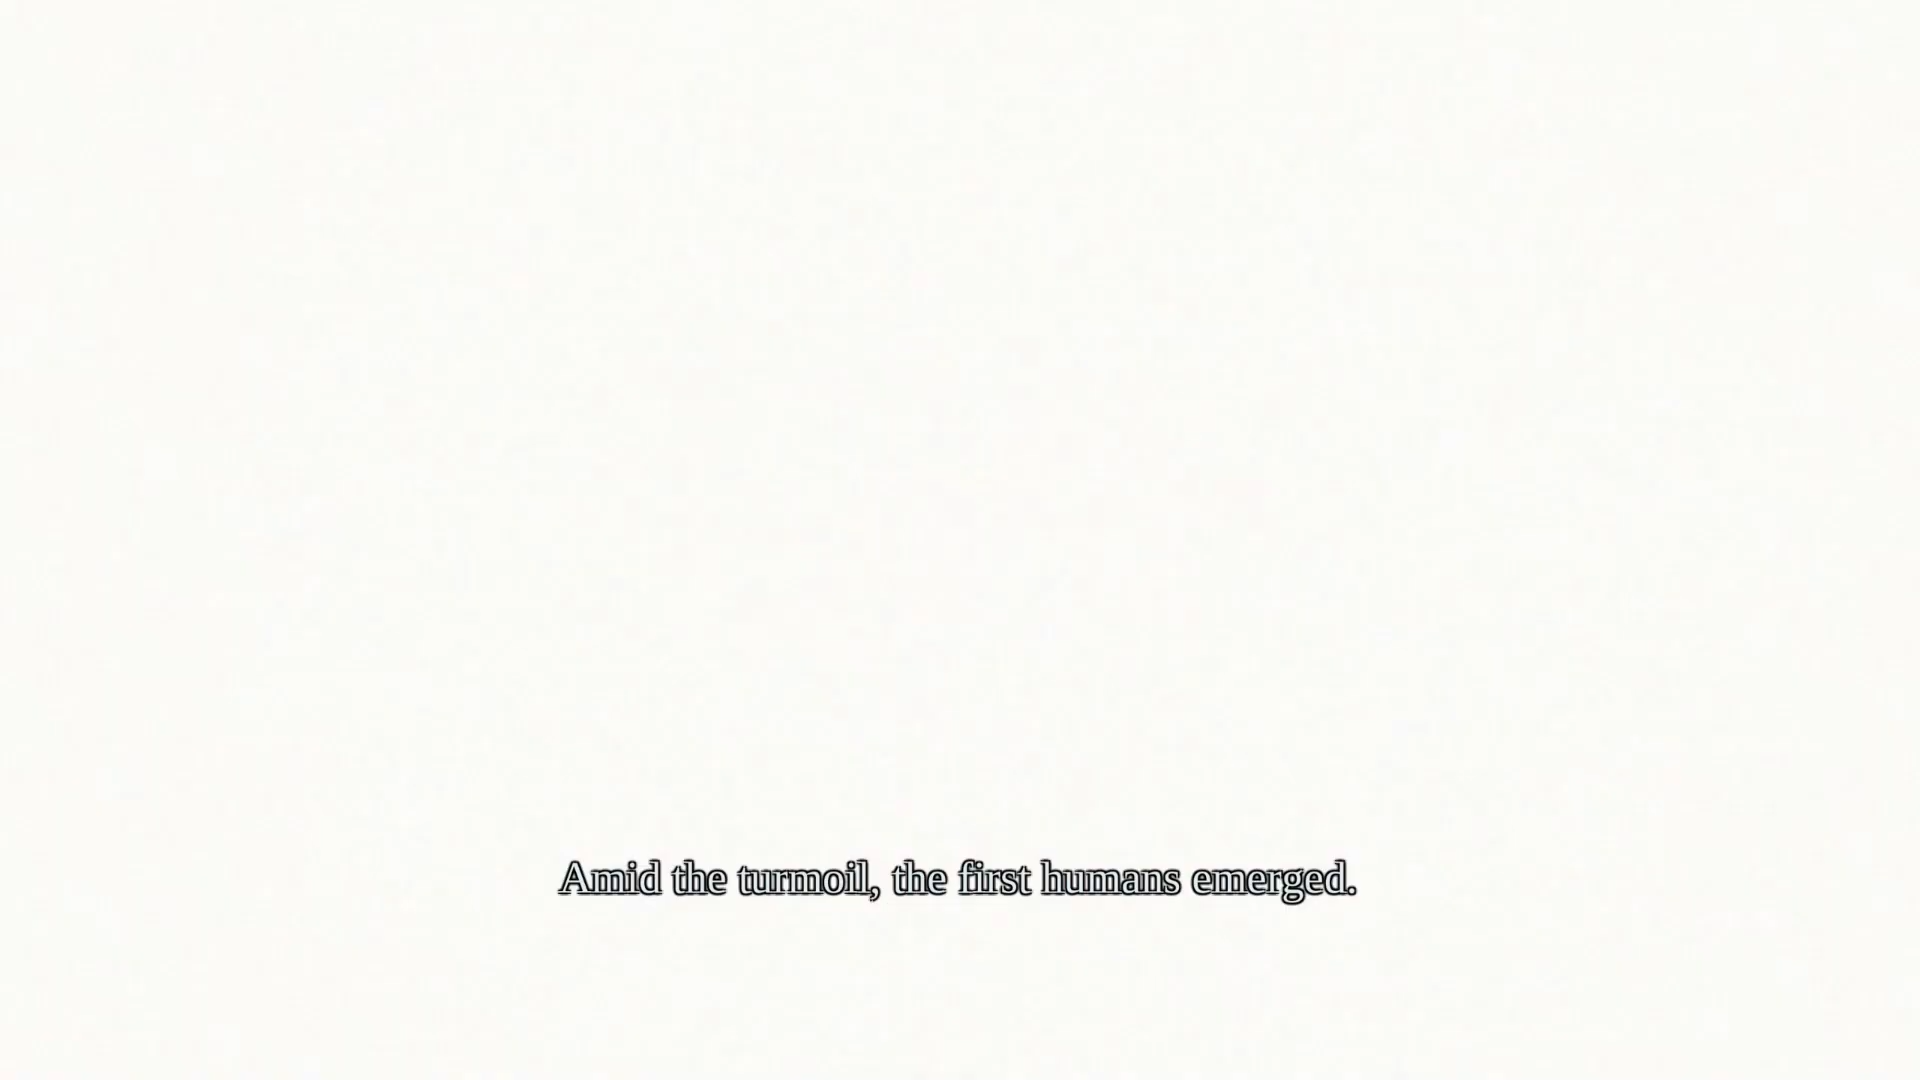 Amid the turmoil, the first humans emerged.